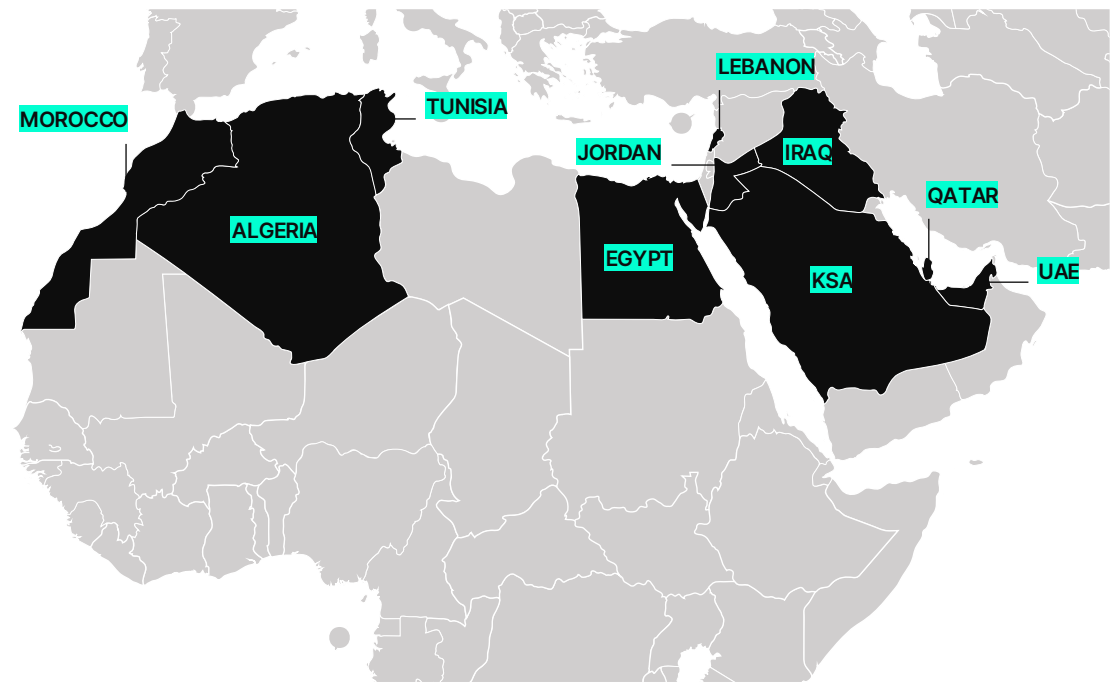 LEBANON
TUNISIA
MOROCCO
JORDAN
IRAQ
QATAR
ALGERIA
EGYPT
KSA
UAE